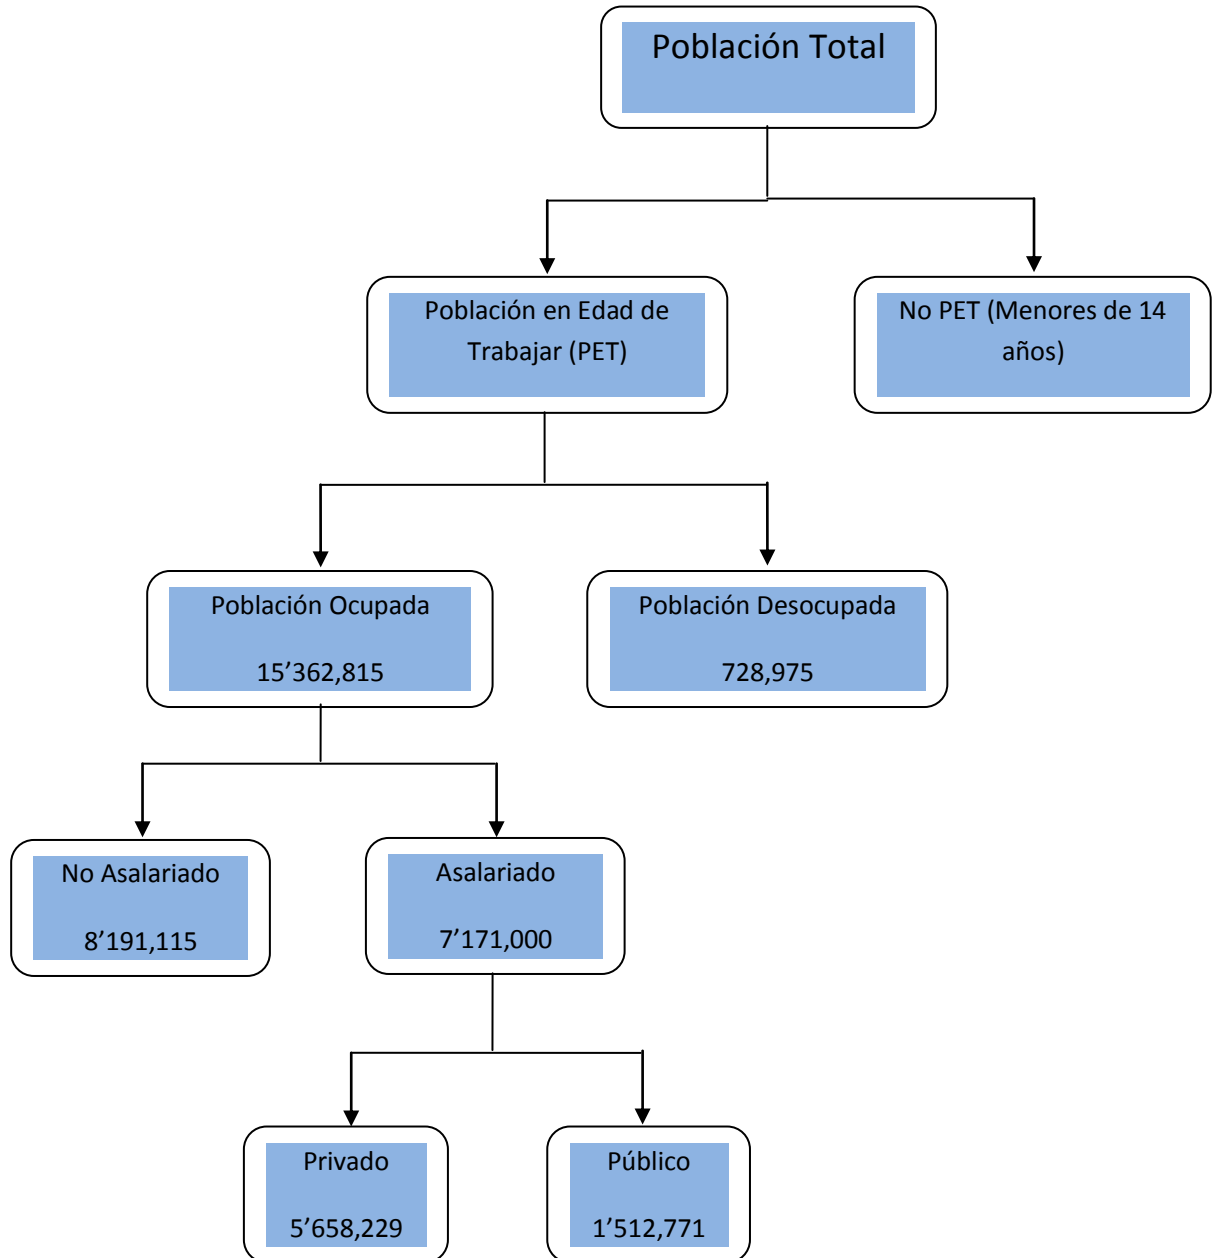 Población Total
Población en Edad de
Trabajar (PET)
No PET (Menores de 14
años)
Población Ocupada
15’362,815
Población Desocupada
728,975
No Asalariado
8’191,115
Asalariado
7’171,000
Privado
5’658,229
Público
1’512,771